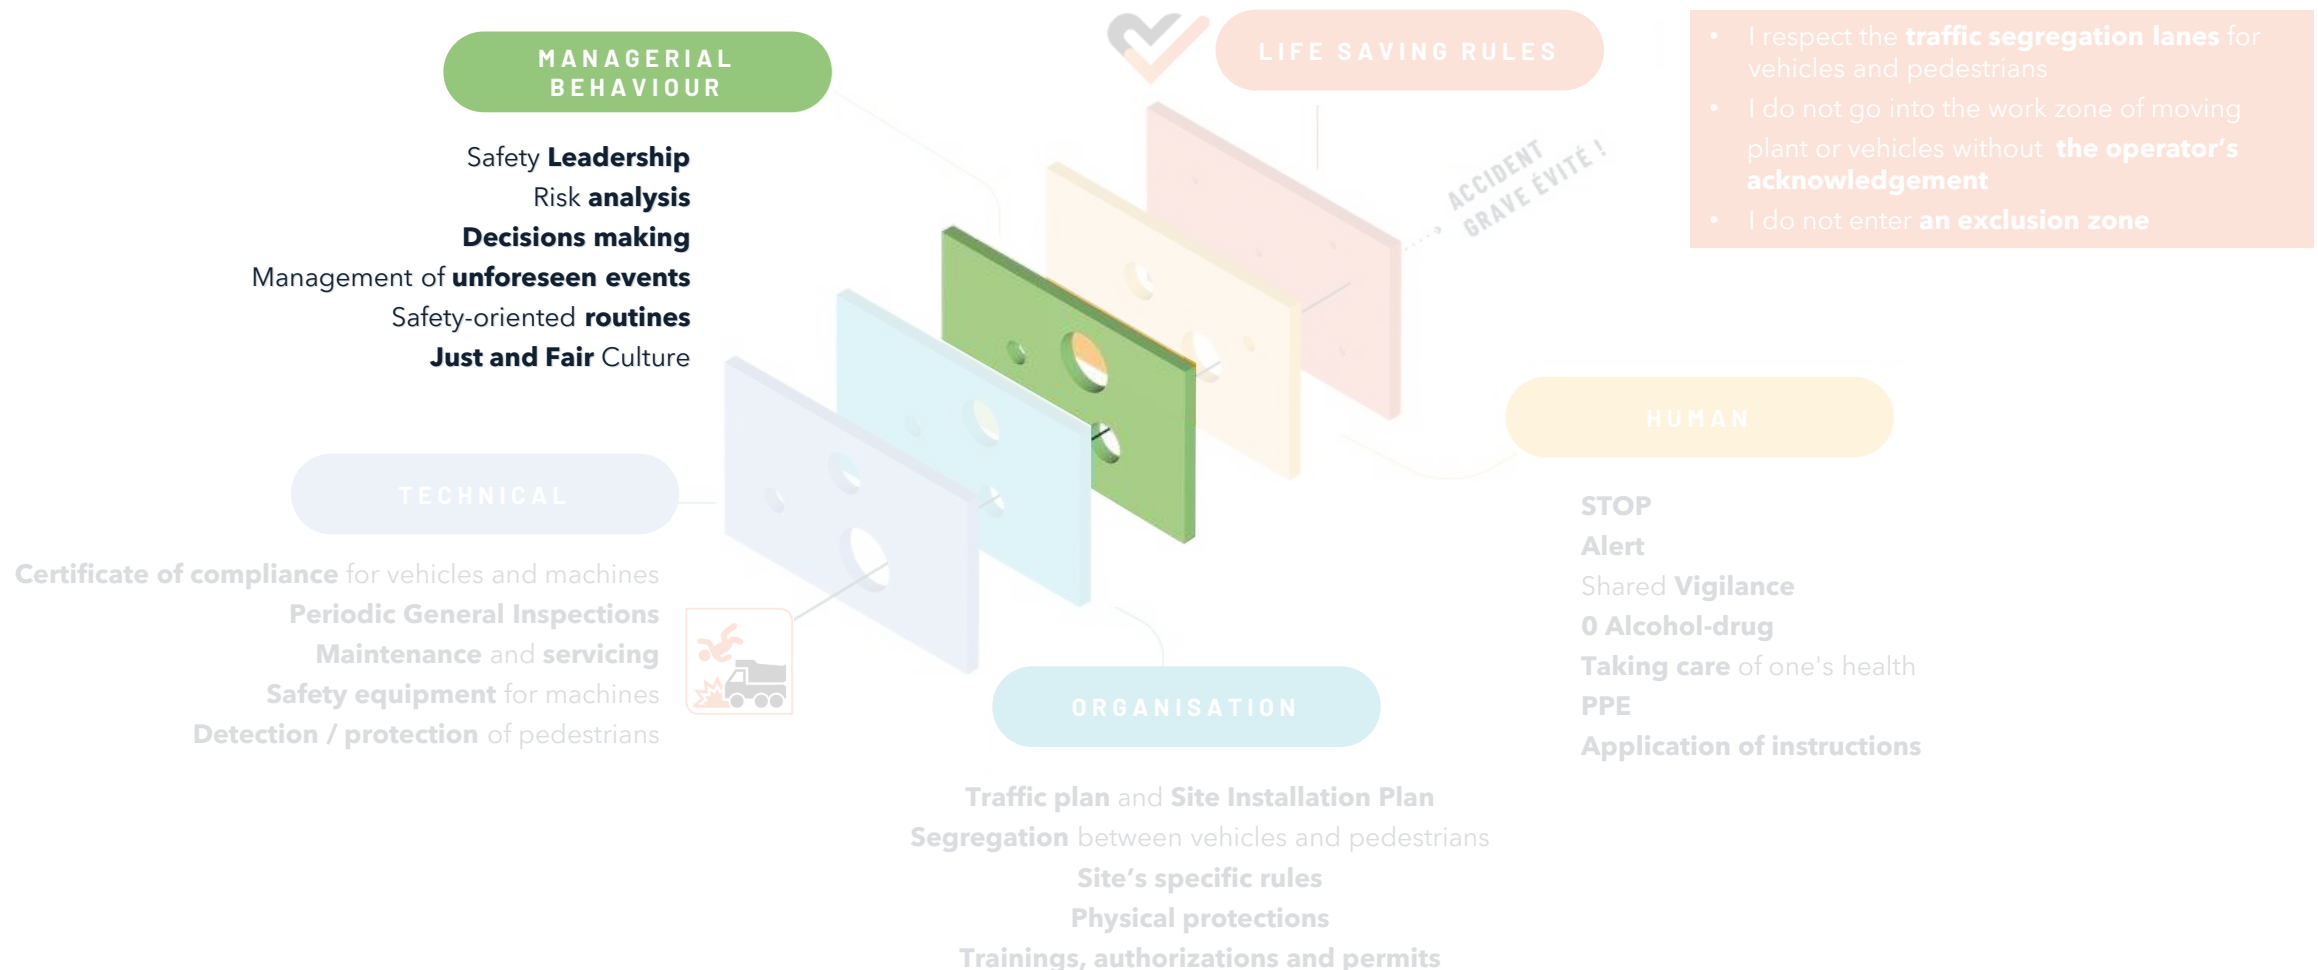 MANAGERIAL
BEHAVIOUR
Safety Leadership
Risk analysis
Decisions making
Management of unforeseen events
Safety-oriented routines
Just and Fair Culture
LIFE SAVING RULES
• I respect the traffic segregation lanes for
vehicles and pedestrians
• I do not go into the work zone of moving
plant or vehicles without the operator’s
acknowledgement
• I do not enter an exclusion zone
ACCIDENT
GRAVE ÉVITÉ !
TECHNICAL
Certificate of compliance for vehicles and machines
Periodic General Inspections
Maintenance and servicing
Safety equipment for machines
Detection / protection of pedestrians
HUMAN
STOP
Alert
Shared Vigilance
0 Alcohol-drug
Taking care of one's health
PPE
Application of instructions
ORGANISATION
Traffic plan and Site Installation Plan
Segregation between vehicles and pedestrians
Site’s specific rules
Physical protections
Trainings, authorizations and permits